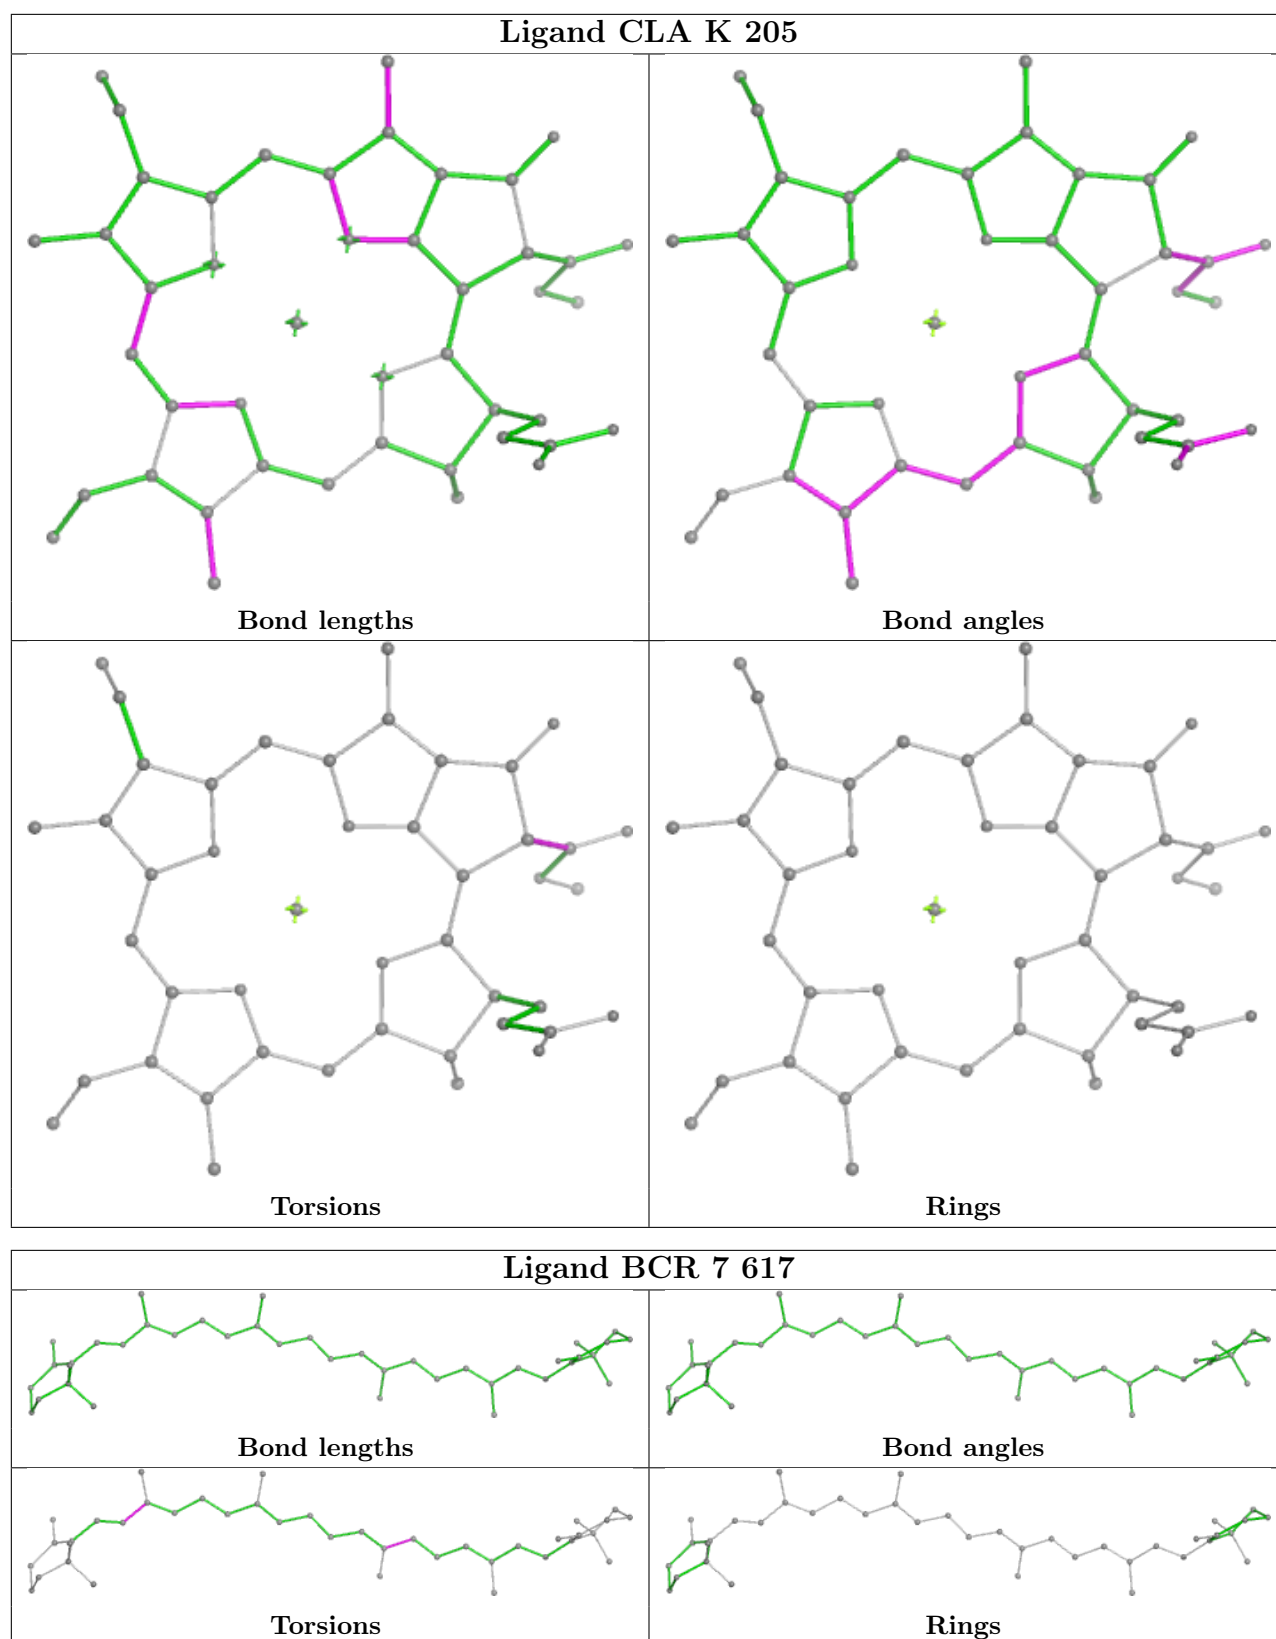 Ligand CLA K 205
Bond lengths
Bond angles
Torsions
Rings
Ligand BCR 7 617
Bond lengths
Bond angles
Torsions
Rings